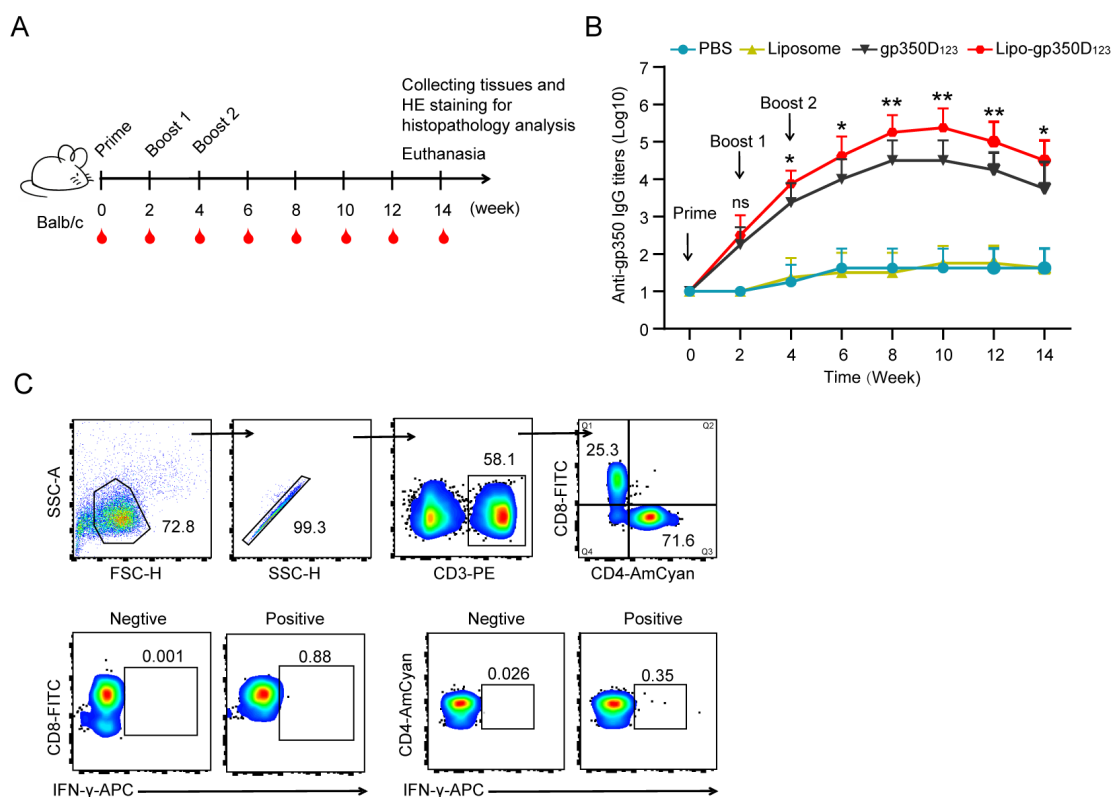 A
Prime
Boost 1
Boost 2
Collecting tissues and
HE staining for
histopathology analysis
Euthanasia
Balb/c
0 2 4 6 8 10 12 14 (week)
B
PBS Liposome gp350D123 Lipo-gp350D123
Anti-gp350 IgG titers (Log10)
7
6
5
4
3
2
1
0
Prime
Boost 1
Boost 2
ns
*
*
**
**
**
*
0 2 4 6 8 10 12 14
Time (Week)
C
SSC-A
72.8
FSC-H
99.3
SSC-H
58.1
CD3-PE
CD8-FITC
Q1 Q2
25.3
71.6
Q4 Q3
CD4-AmCyan
Negtive Positive
CD8-FITC
0.001 0.88
IFN-γ-APC
Negtive Positive
CD4-AmCyan
0.026 0.35
IFN-γ-APC